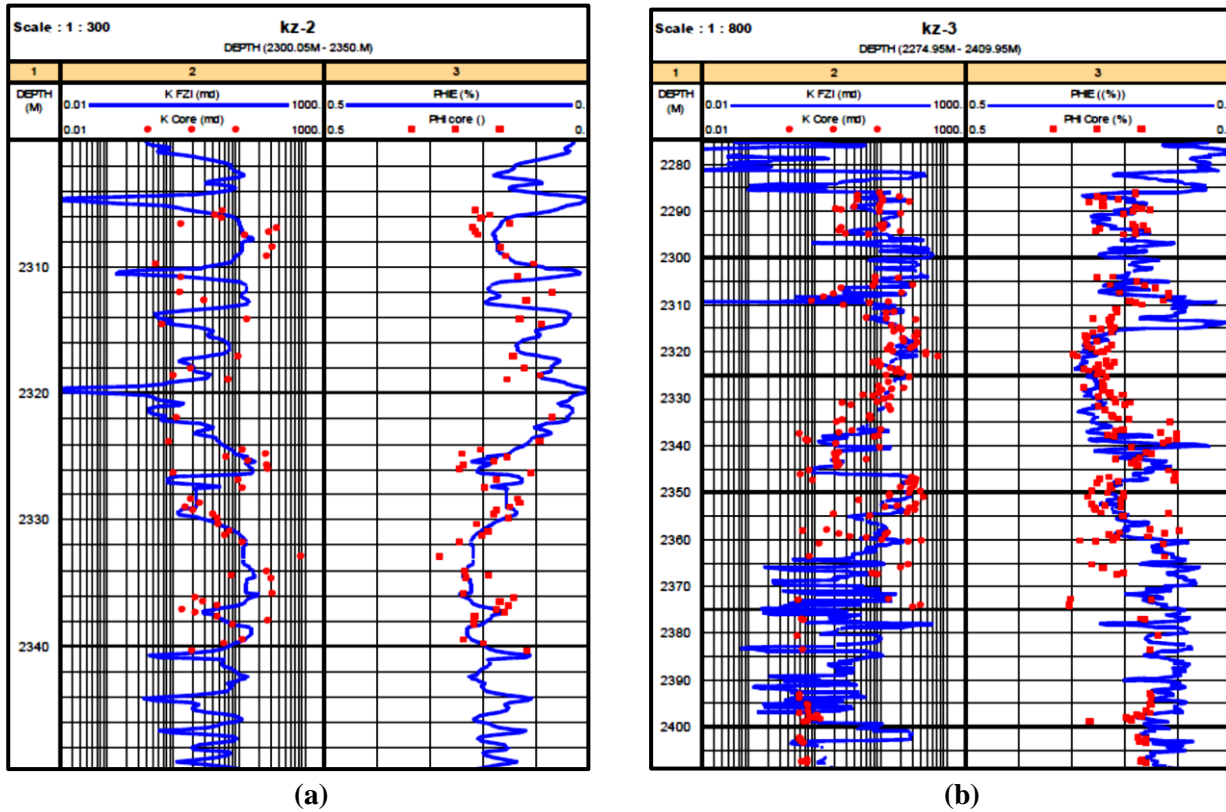 Scale : 1 : 300
kz-2
DEPTH (2300.05M - 2350.M)
1 2 3
DEPTH (M)
K FZI (md)
0.01 1000.
K Core (md)
0.01 1000.
PHIE (%)
0.5 0.
PHI core ()
0.5 0.
2310
2320
2330
2340
(a)
Scale : 1 : 800
kz-3
DEPTH (2274.95M - 2409.95M)
1 2 3
DEPTH (M)
K FZI (md)
0.01 1000.
K Core (md)
0.01 1000.
PHIE ((%))
0.5 0.
PHI Core (%)
0.5 0.
2280
2290
2300
2310
2320
2330
2340
2350
2360
2370
2380
2390
2400
(b)